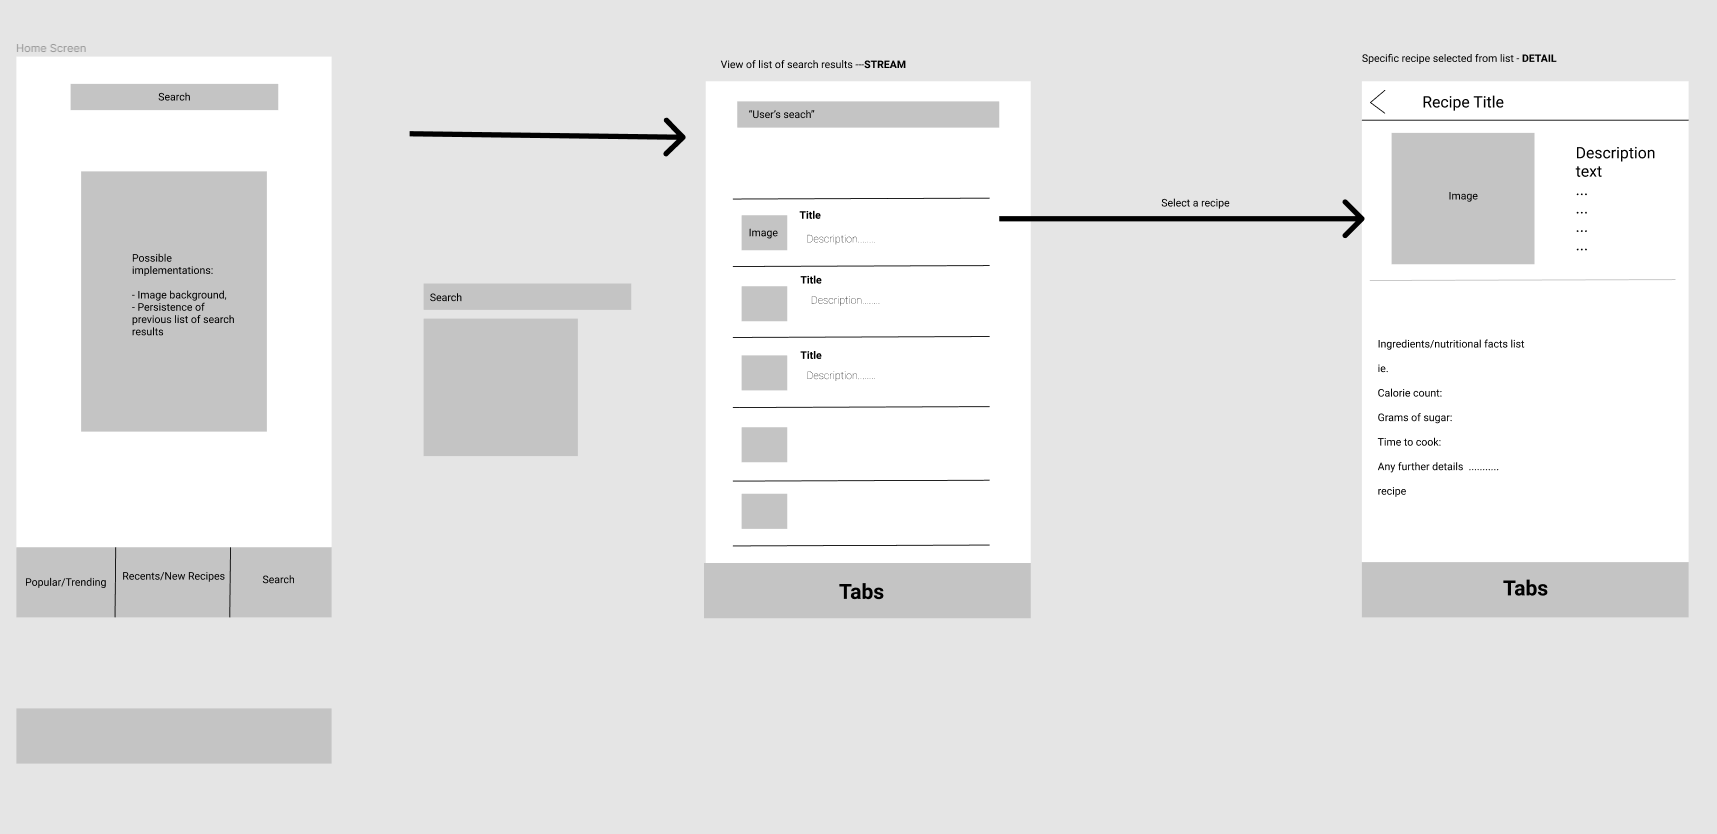 Home Screen
Search
Possible
implementations:
- Image background,
- Persistence of
previous list of search
results
Popular/Trending
Recents/New Recipes
Search
Search
View of list of search results ---STREAM
"User's seach"
Image
Title
Description.......
Title
Description.......
Title
Description.......
Tabs
Select a recipe
Specific recipe selected from list - DETAIL
Recipe Title
Image
Description
text
...
...
...
...
Ingredients/nutritional facts list
ie.
Calorie count:
Grams of sugar:
Time to cook:
Any further details ...........
recipe
Tabs